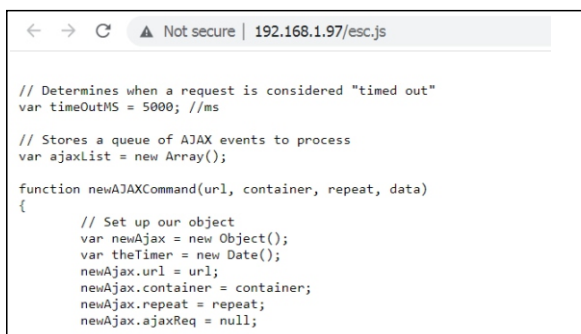 Not secure | 192.168.1.97/esc.js
// Determines when a request is considered "timed out"
var timeOutMS = 5000; //ms
// Stores a queue of AJAX events to process
var ajaxList = new Array();
function newAJAXCommand(url, container, repeat, data)
{
// Set up our object
var newAjax = new Object();
var theTimer = new Date();
newAjax.url = url;
newAjax.container = container;
newAjax.repeat = repeat;
newAjax.ajaxReq = null;